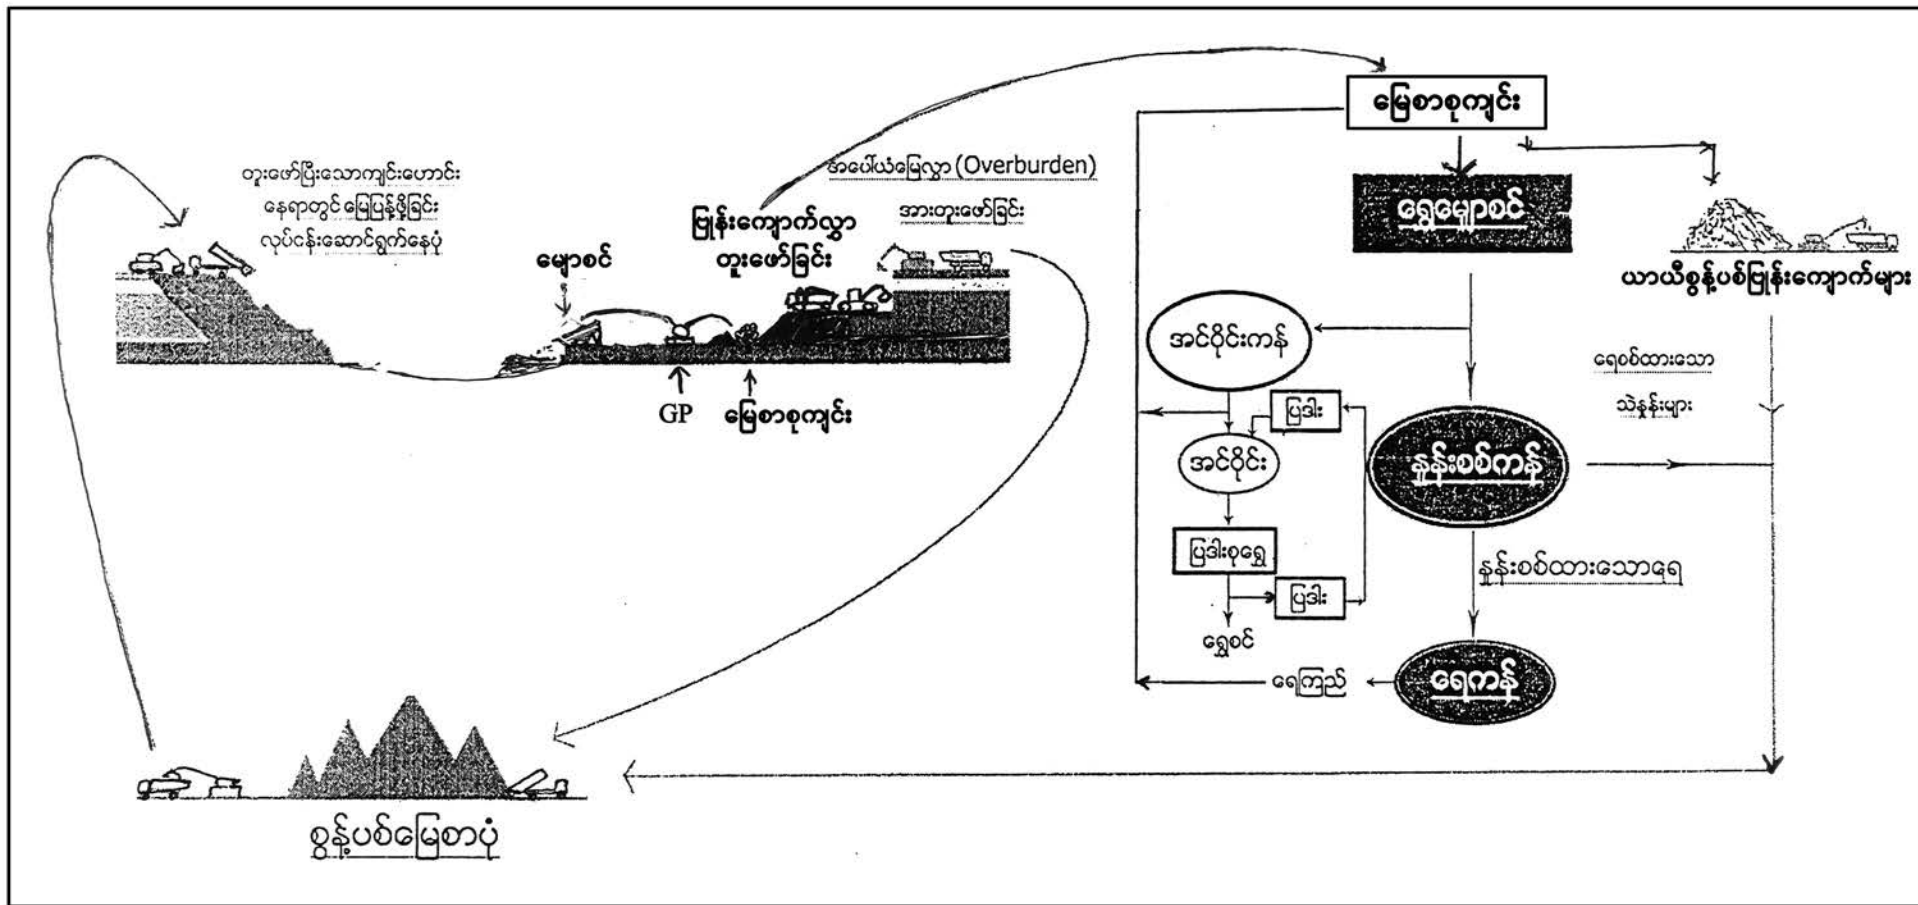 တူးဖော်ပြီးသောကျင်းဟောင်း
နေရာတွင် မြေပြန်ဖို့ခြင်း
လုပ်ငန်းဆောင်ရွက်နေပုံ
မျောစင်
ဗြုန်းကျောက်လွှာ
တူးဖော်ခြင်း
အပေါ်ယံမြေလွှာ (Overburden)
အားတူးဖော်ခြင်း
GP
မြေစာစုကျင်း
စွန့်ပစ်မြေစာပုံ
မြေစာစုကျင်း
ရွှေမျောစင်
ယာယီစွန့်ပစ်ဗြုန်းကျောက်များ
အင်ပိုင်းကန်
ပြဒါး
အင်ပိုင်း
နှုန်းစစ်ကန်
ရေစစ်ထားသော
သဲနှုန်းများ
ပြဒါးစုရွှေ
ပြဒါး
နှုန်းစစ်ထားသောရေ
ရွှေစင်
ရေကြည်
ရေကန်